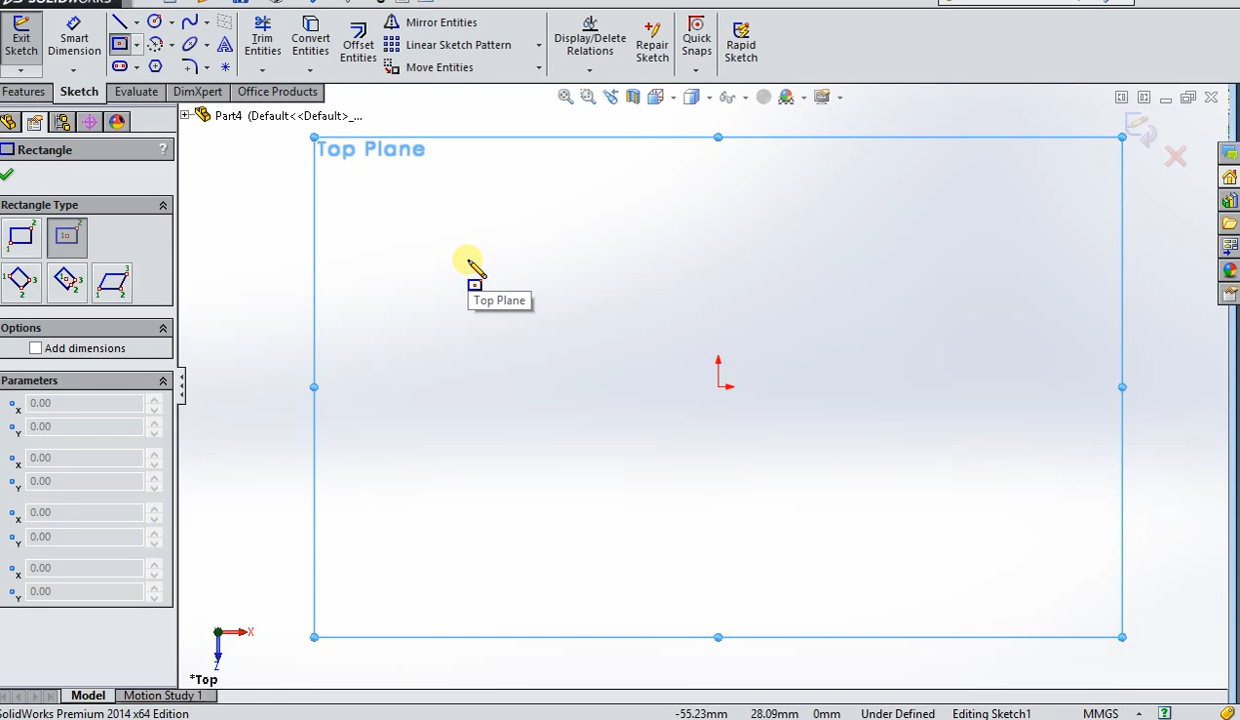 SOLIDWORKS
Exit Sketch
Smart Dimension
Trim Entities
Convert Entities
Offset Entities
Mirror Entities
Linear Sketch Pattern
Move Entities
Display/Delete Relations
Repair Sketch
Quick Snaps
Rapid Sketch
Features
Sketch
Evaluate
DimXpert
Office Products
Part4 (Default<<Default>_...
Rectangle
?
Top Plane
Rectangle Type
Top Plane
Options
Add dimensions
Parameters
X 0.00
Y 0.00
X 0.00
Y 0.00
X 0.00
Y 0.00
X 0.00
Y 0.00
X
Z
*Top
Model
Motion Study 1
SolidWorks Premium 2014 x64 Edition
-55.23mm
28.09mm
0mm
Under Defined
Editing Sketch1
MMGS
?